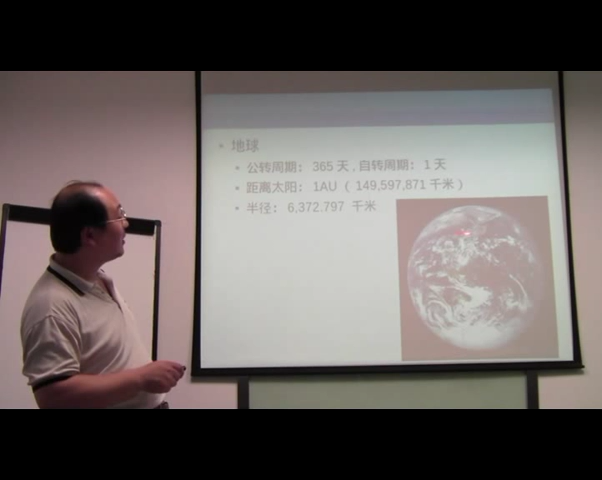 地球
公转周期: 365 天 , 自转周期: 1 天
距离太阳: 1AU ( 149,597,871 千米 )
半径: 6,372.797 千米